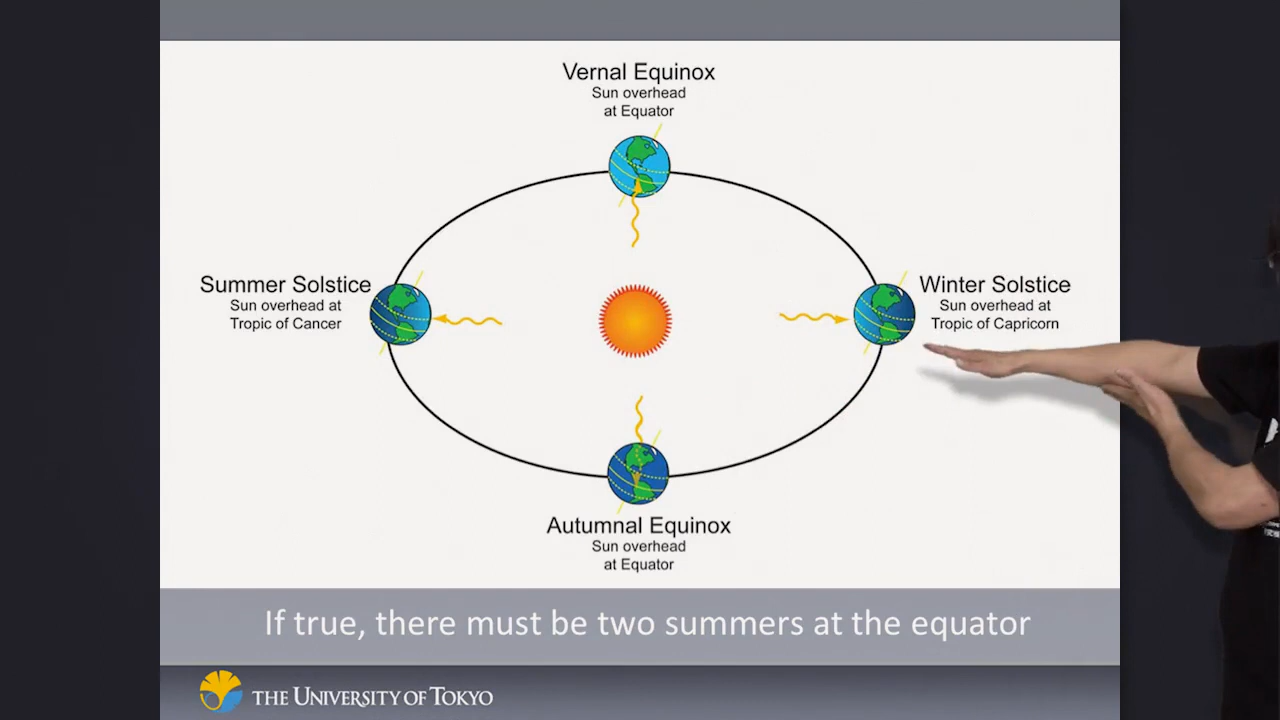 Vernal Equinox
Sun overhead
at Equator
Summer Solstice
Sun overhead at
Tropic of Cancer
Winter Solstice
Sun overhead at
Tropic of Capricorn
Autumnal Equinox
Sun overhead
at Equator
If true, there must be two summers at the equator
THE UNIVERSITY OF TOKYO